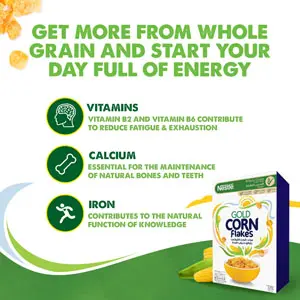 GET MORE FROM WHOLE
GRAIN AND START YOUR
DAY FULL OF ENERGY
VITAMINS
VITAMIN B2 AND VITAMIN B6 CONTRIBUTE
TO REDUCE FATIGUE & EXHAUSTION
CALCIUM
ESSENTIAL FOR THE MAINTENANCE
OF NATURAL BONES AND TEETH
IRON
CONTRIBUTES TO THE NATURAL
FUNCTION OF KNOWLEDGE
Nestlé
GOLD
CORN
Flakes